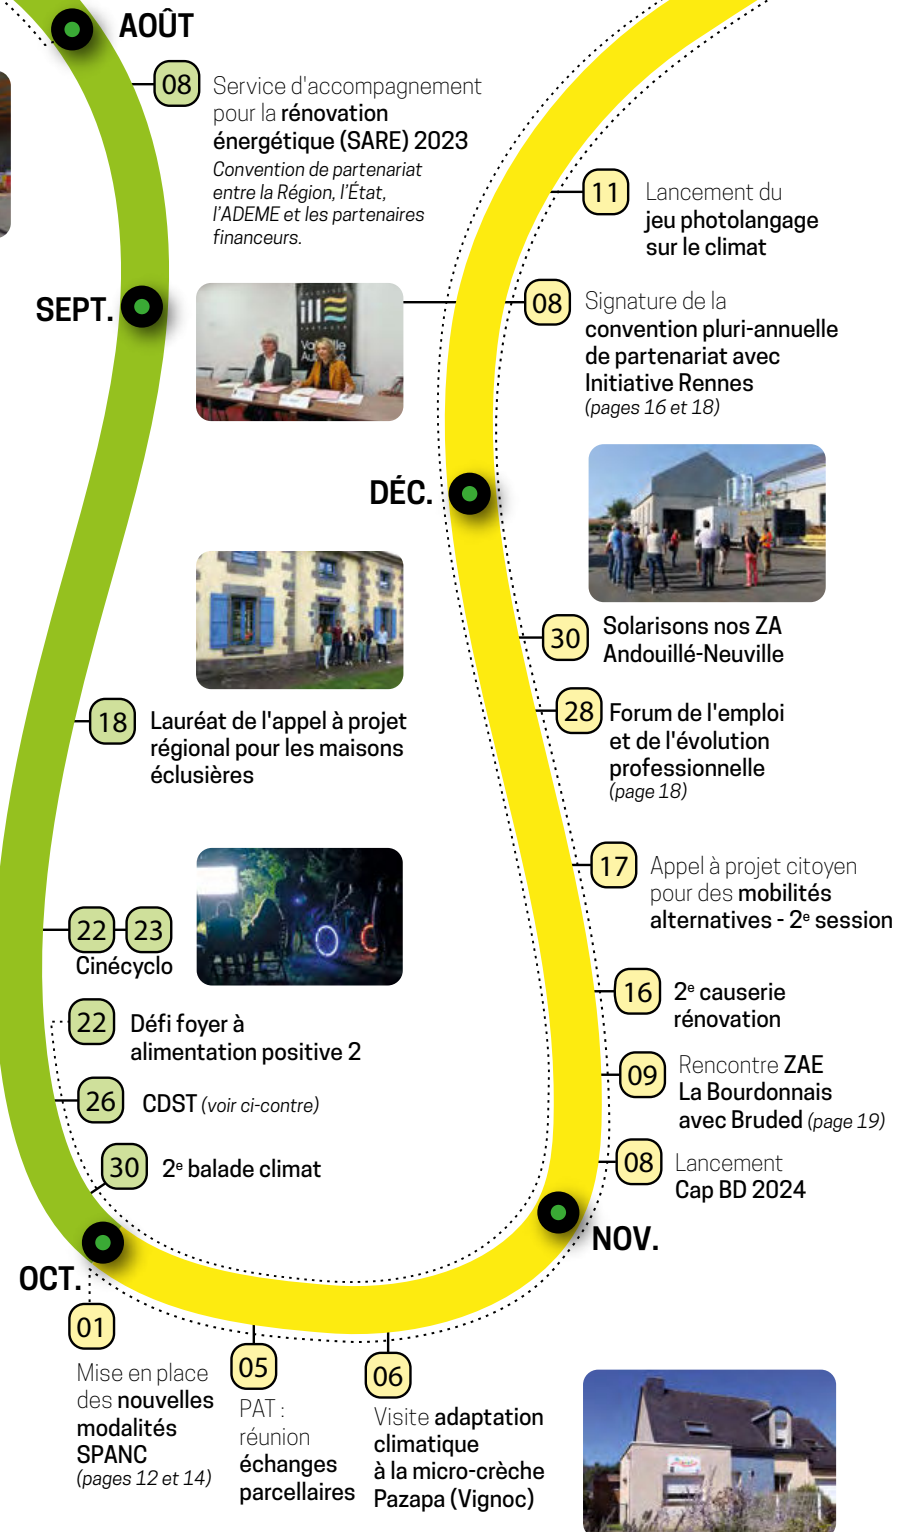 AOÛT
08
Service d'accompagnement
pour la rénovation
énergétique (SARE) 2023
Convention de partenariat
entre la Région, l'État,
l'ADEME et les partenaires
financeurs.
SEPT.
18
Lauréat de l'appel à projet
régional pour les maisons
éclusières
22
23
Cinécyclo
22
Défi foyer à
alimentation positive 2
26
CDST (voir ci-contre)
30
2e balade climat
OCT.
01
Mise en place
des nouvelles
modalités
SPANC
(pages 12 et 14)
05
PAT :
réunion
échanges
parcellaires
06
Visite adaptation
climatique
à la micro-crèche
Pazapa (Vignoc)
NOV.
08
Lancement
Cap BD 2024
09
Rencontre ZAE
La Bourdonnais
avec Bruded (page 19)
16
2e causerie
rénovation
17
Appel à projet citoyen
pour des mobilités
alternatives - 2e session
28
Forum de l'emploi
et de l'évolution
professionnelle
(page 18)
30
Solarisons nos ZA
Andouillé-Neuville
DÉC.
08
Signature de la
convention pluri-annuelle
de partenariat avec
Initiative Rennes
(pages 16 et 18)
ille
11
Lancement du
jeu photolangage
sur le climat